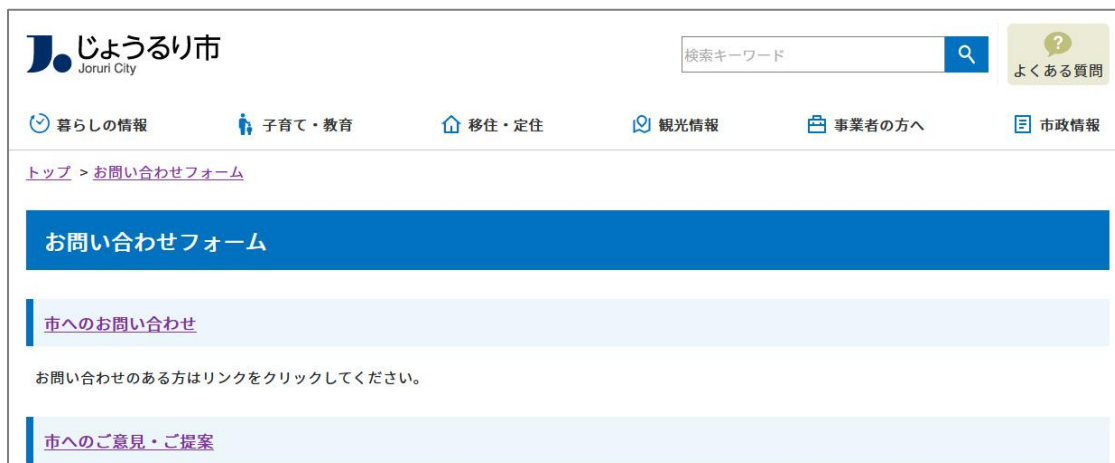 じょうるり市
Joruri City
検索キーワード
よくある質問
暮らしの情報 子育て・教育 移住・定住 観光情報 事業者の方へ 市政情報
トップ > お問い合わせフォーム
お問い合わせフォーム
市へのお問い合わせ
お問い合わせのある方はリンクをクリックしてください。
市へのご意見・ご提案